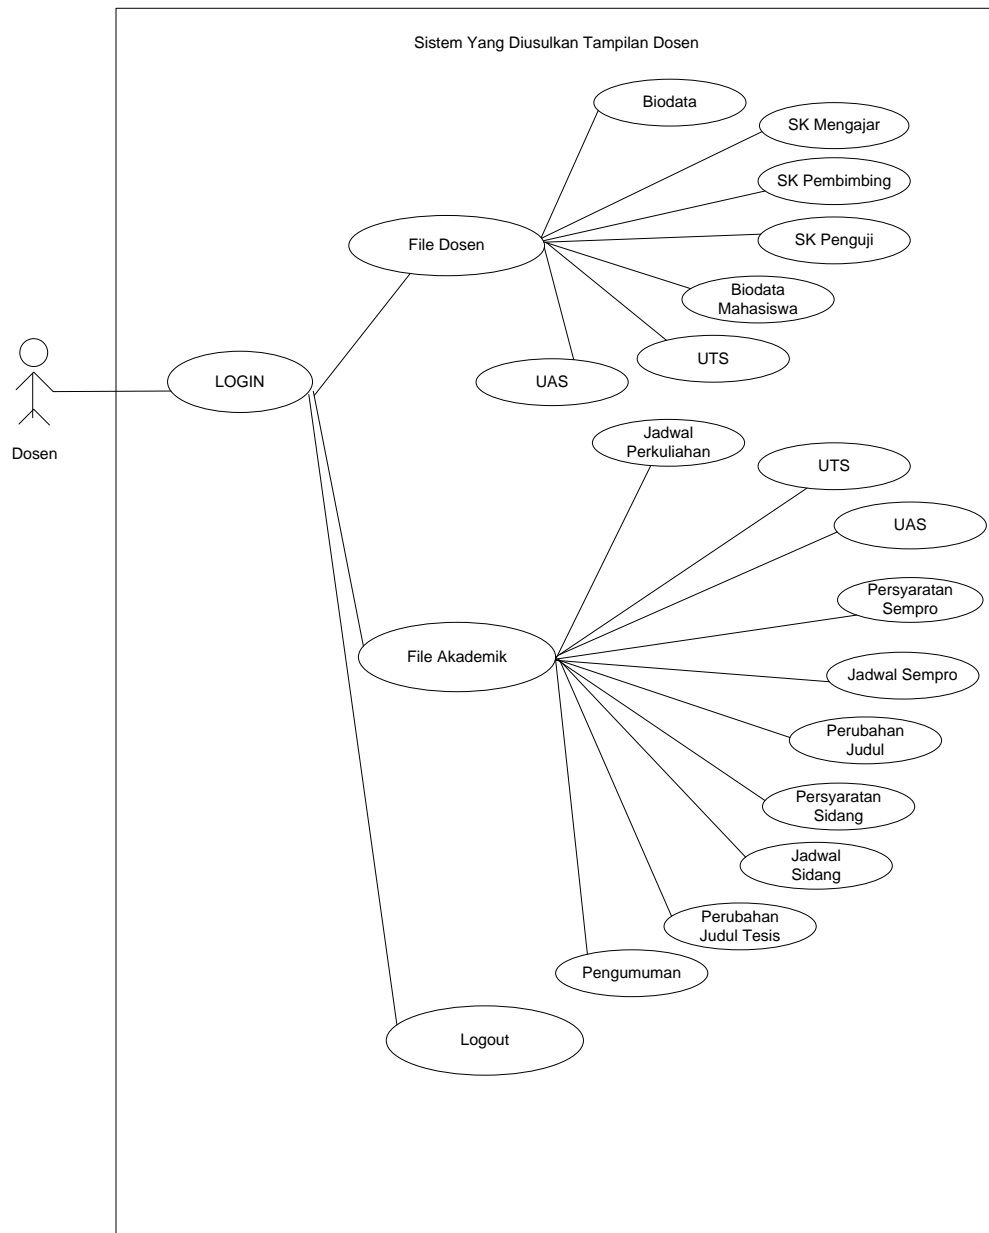 Sistem Yang Diusulkan Tampilan Dosen
Biodata
SK Mengajar
SK Pembimbing
SK Penguji
File Dosen
Biodata
Mahasiswa
UTS
UAS
LOGIN
Dosen
Jadwal
Perkuliahan
UTS
UAS
Persyaratan
Sempro
File Akademik
Jadwal Sempro
Perubahan
Judul
Persyaratan
Sidang
Jadwal
Sidang
Perubahan
Judul Tesis
Pengumuman
Logout